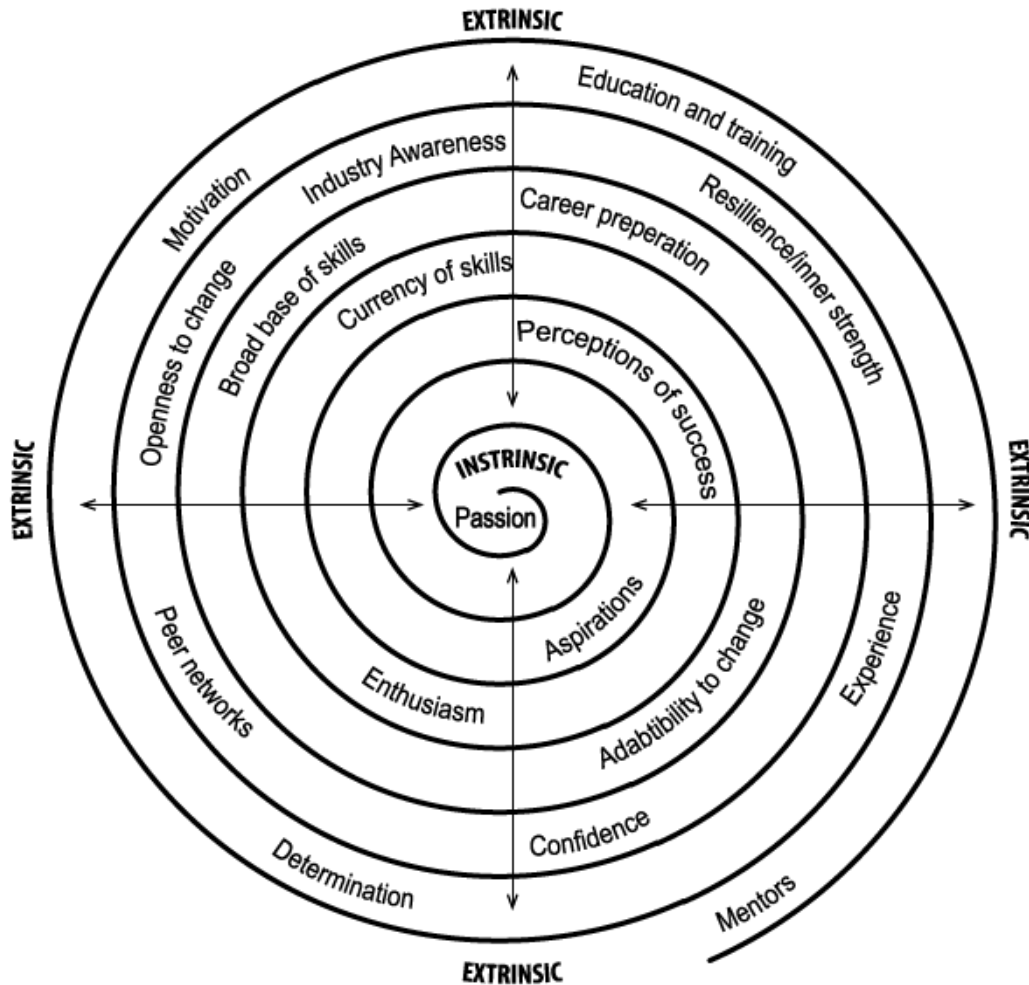 EXTRINSIC
Education and training
Motivation
Industry Awareness
Resillience/inner strength
Career preperation
Openness to change
Broad base of skills
Currency of skills
Perceptions of success
EXTRINSIC
INSTRINSIC
Passion
EXTRINSIC
Aspirations
Peer networks
Enthusiasm
Adabtibility to change
Experience
Confidence
Determination
Mentors
EXTRINSIC